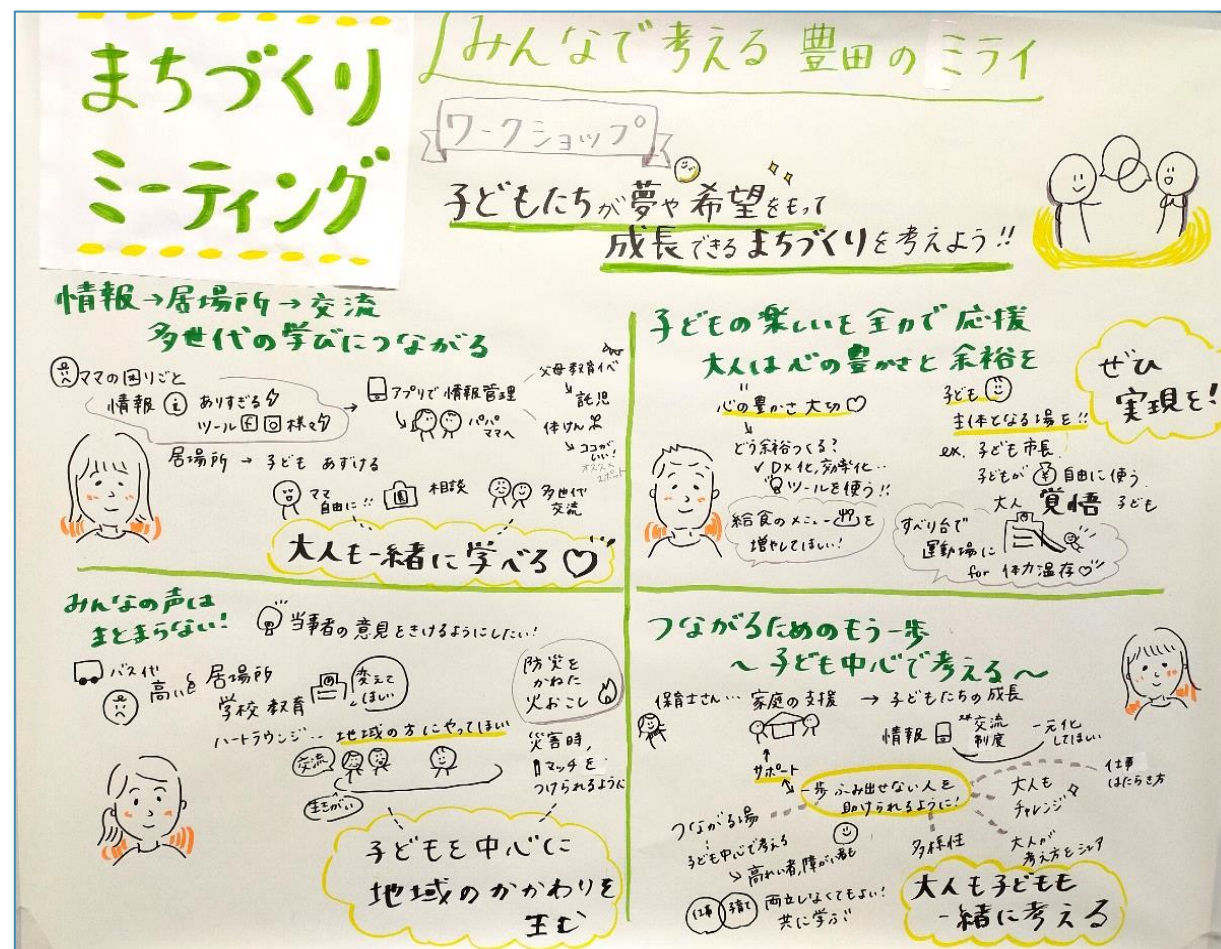 まちづくり
ミーティング
みんなで考える 豊田のミライ
ワークショップ
子どもたちが夢や希望をもって
成長できるまちづくりを考えよう!!
情報→居場所→交流
多世代の学びにつながる
ママの困りごと
情報 i ありすぎる
ツール f 様々
アプリで情報管理
パパ
ママへ
父母教育イベ
↓
託児
体けん
↓
ココが
いい!
オススメ
スポット
居場所 → 子ども あずける
ママ
自由に!!
相談
多世代
交流
大人も一緒に学べる♡
子どもの楽しいを全力で応援
大人は心の豊かさと余裕を
ぜひ
実現を!
心の豊かさ大切♡
↓
どう余裕つくる?
✓DX化,効率化‥
ツールを使う!!
給食のメニューを
増やしてほしい!
子ども
主体となる場を!!
ex. 子ども市長
子どもが ¥ 自由に使う
大人 覚悟 子ども
すべり台で
運動場に
for 体力温存♡
みんなの声は
まとまらない!
当事者の意見をきけるようにしたい!
バス代
高い
居場所
学校 教育
変えて
ほしい
ハートラウンジ‥ 地域の方にやってほしい
交流
生きがい
防災を
かねた
火おこし
災害時,
マッチを
つけられるように
子どもを中心に
地域のかかわりを
生む
つながるためのもう一歩
～子ども中心で考える～
保育士さん… 家庭の支援 → 子どもたちの成長
情報
交流
制度
一元化
してほしい
サポート
一歩ふみ出せない人を
助けられるように!
仕事
はたらき方
大人も
チャレンジ
大人が
考え方をシェア
多様性
つながる場
子ども中心で考える
→高れい者,障がい者も
仕事 子育て 両立しなくてもよい!
共に学ぶ
大人も子どもも
一緒に考える